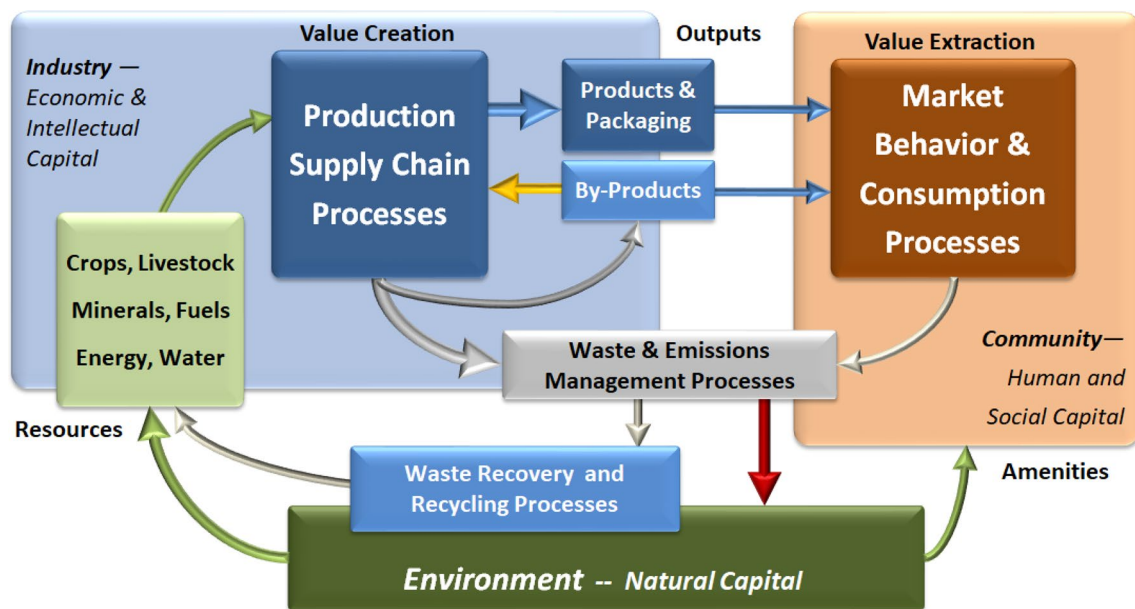 Value Creation
Outputs
Value Extraction
Industry —
Economic &
Intellectual
Capital
Production
Supply Chain
Processes
Products &
Packaging
By-Products
Market
Behavior &
Consumption
Processes
Crops, Livestock
Minerals, Fuels
Energy, Water
Resources
Waste & Emissions
Management Processes
Community—
Human and
Social Capital
Amenities
Waste Recovery and
Recycling Processes
Environment -- Natural Capital